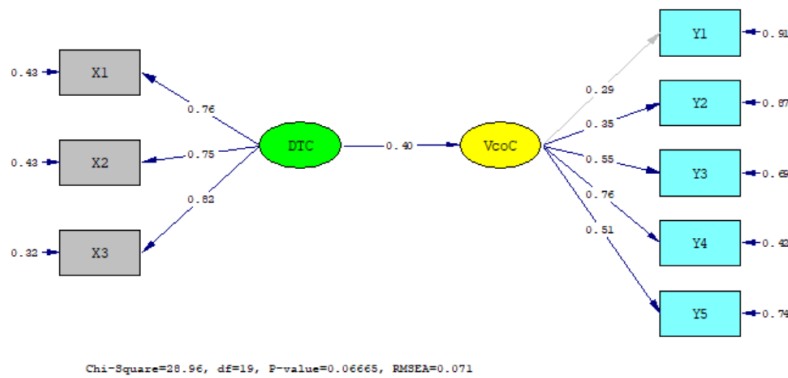 Y1
0.91
0.43
X1
0.29
0.76
Y2
0.87
0.35
0.43
X2
0.75
DTC
0.40
VcoC
0.55
Y3
0.69
0.82
0.76
0.51
Y4
0.42
0.32
X3
Y5
0.74
Chi-Square=28.96, df=19, P-value=0.06665, RMSEA=0.071